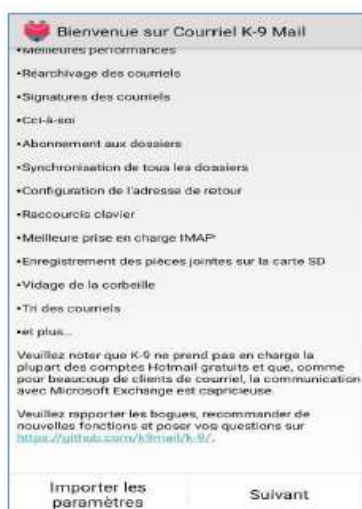 Bienvenue sur Courriel K-9 Mail
•Meilleures performances
•Réarchivage des courriels
•Signatures des courriels
•Cci-à-soi
•Abonnement aux dossiers
•Synchronisation de tous les dossiers
•Configuration de l'adresse de retour
•Raccourcis clavier
•Meilleure prise en charge IMAP
•Enregistrement des pièces jointes sur la carte SD
•Vidage de la corbeille
•Tri des courriels
•et plus…
Veuillez noter que K-9 ne prend pas en charge la
plupart des comptes Hotmail gratuits et que, comme
pour beaucoup de clients de courriel, la communication
avec Microsoft Exchange est capricieuse.
Veuillez rapporter les bogues, recommander de
nouvelles fonctions et poser vos questions sur
https://github.com/k9mail/k-9/.
Importer les
paramètres
Suivant